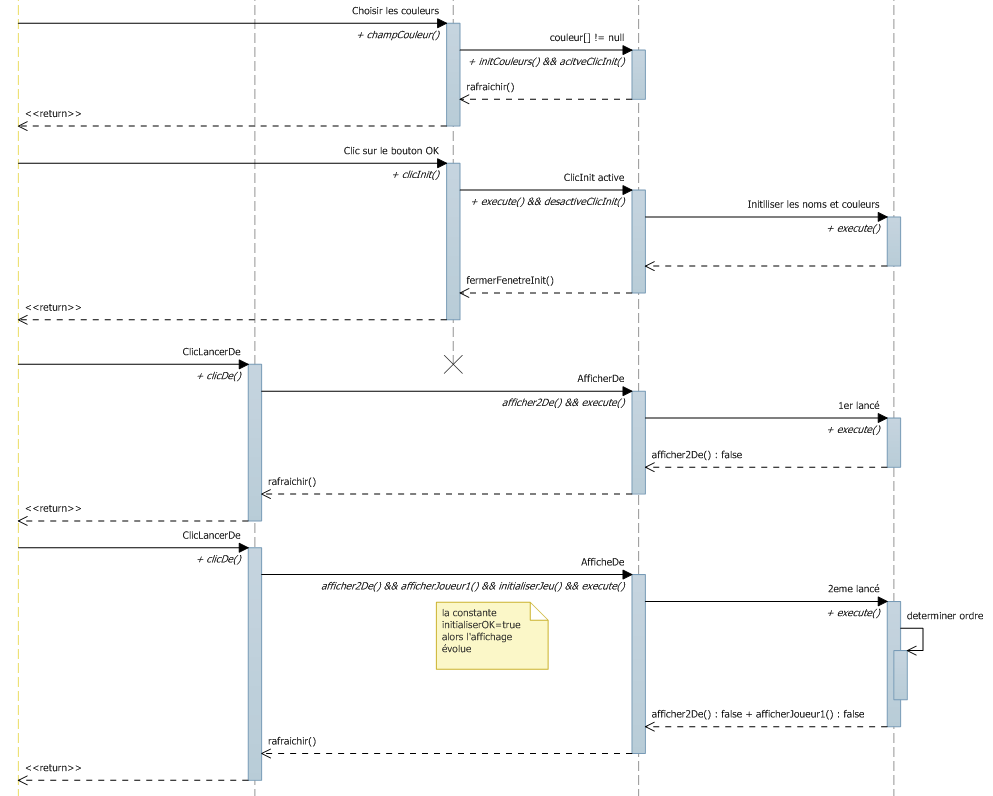 Choisir les couleurs
+ champCouleur()
couleur[] != null
+ initCouleurs() && acitveClicInit()
rafraichir()
<<return>>
Clic sur le bouton OK
+ clicInit()
ClicInit active
+ execute() && desactiveClicInit()
Initiliser les noms et couleurs
+ execute()
fermerFenetreInit()
<<return>>
ClicLancerDe
+ clicDe()
AfficherDe
afficher2De() && execute()
1er lancé
+ execute()
afficher2De() : false
rafraichir()
<<return>>
ClicLancerDe
+ clicDe()
AfficheDe
afficher2De() && afficherJoueur1() && initialiserJeu() && execute()
2eme lancé
+ execute()
determiner ordre
la constante
initialiserOK=true
alors l'affichage
évolue
afficher2De() : false + afficherJoueur1() : false
rafraichir()
<<return>>